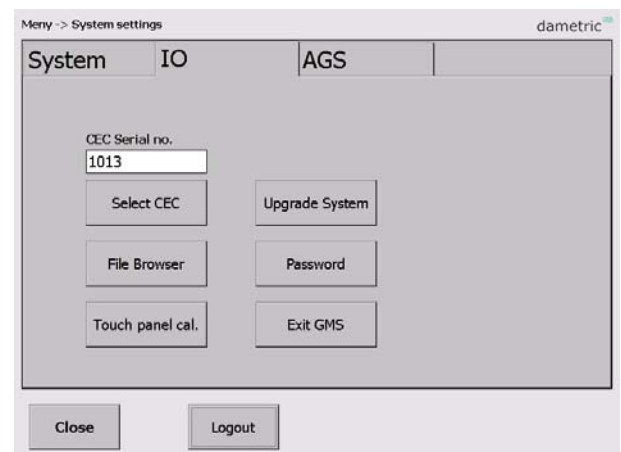 Meny -> System settings
dametric
System IO AGS
CEC Serial no.
1013
Select CEC Upgrade System
File Browser Password
Touch panel cal. Exit GMS
Close Logout